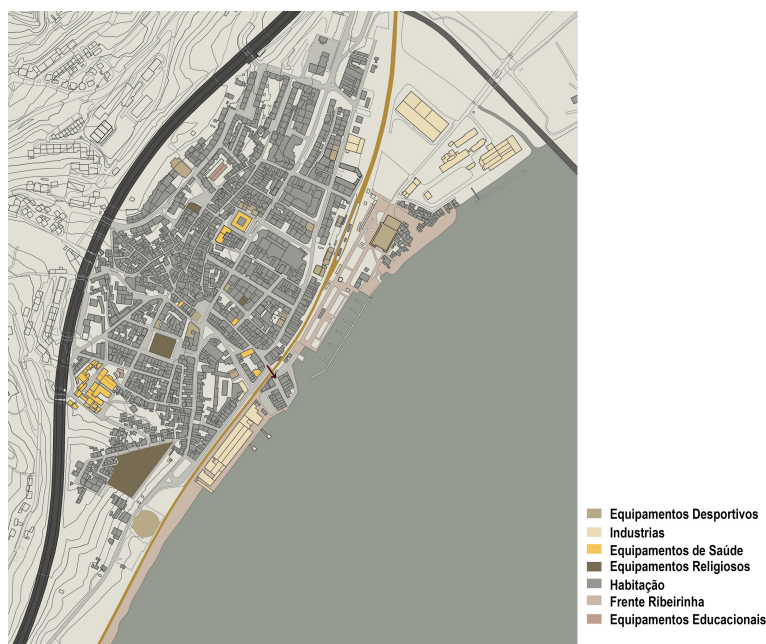 Equipamentos Desportivos
Industrias
Equipamentos de Saúde
Equipamentos Religiosos
Habitação
Frente Ribeirinha
Equipamentos Educacionais